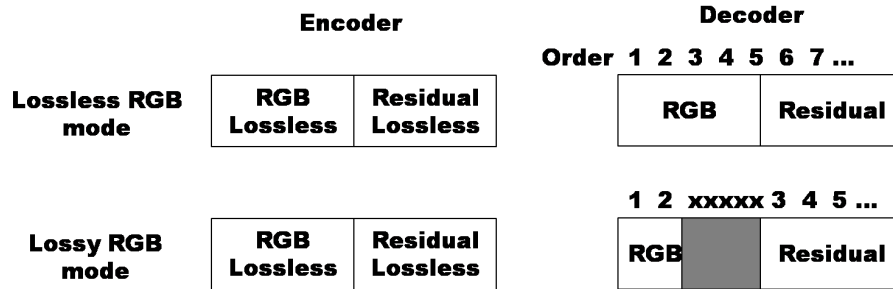 Encoder
Decoder
Order 1 2 3 4 5 6 7 ...
Lossless RGB
mode
RGB
Lossless
Residual
Lossless
RGB
Residual
1 2 xxxxx 3 4 5 ...
Lossy RGB
mode
RGB
Lossless
Residual
Lossless
RGB
Residual